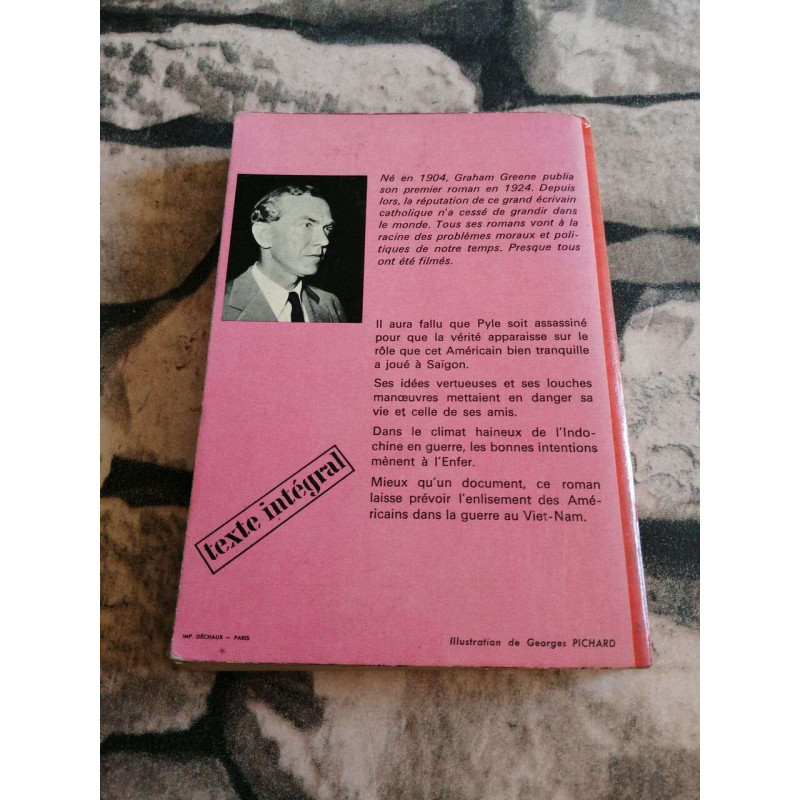 Né en 1904, Graham Greene publia
son premier roman en 1924. Depuis
lors, la réputation de ce grand écrivain
catholique n'a cessé de grandir dans
le monde. Tous ses romans vont à la
racine des problèmes moraux et poli-
tiques de notre temps. Presque tous
ont été filmés.
Il aura fallu que Pyle soit assassiné
pour que la vérité apparaisse sur le
rôle que cet Américain bien tranquille
a joué à Saïgon.
Ses idées vertueuses et ses louches
manœuvres mettaient en danger sa
vie et celle de ses amis.
Dans le climat haineux de l'Indo-
chine en guerre, les bonnes intentions
mènent à l'Enfer.
Mieux qu'un document, ce roman
laisse prévoir l'enlisement des Amé-
ricains dans la guerre au Viet-Nam.
texte intégral
IMP. DÉCHAUX — PARIS
Illustration de Georges PICHARD